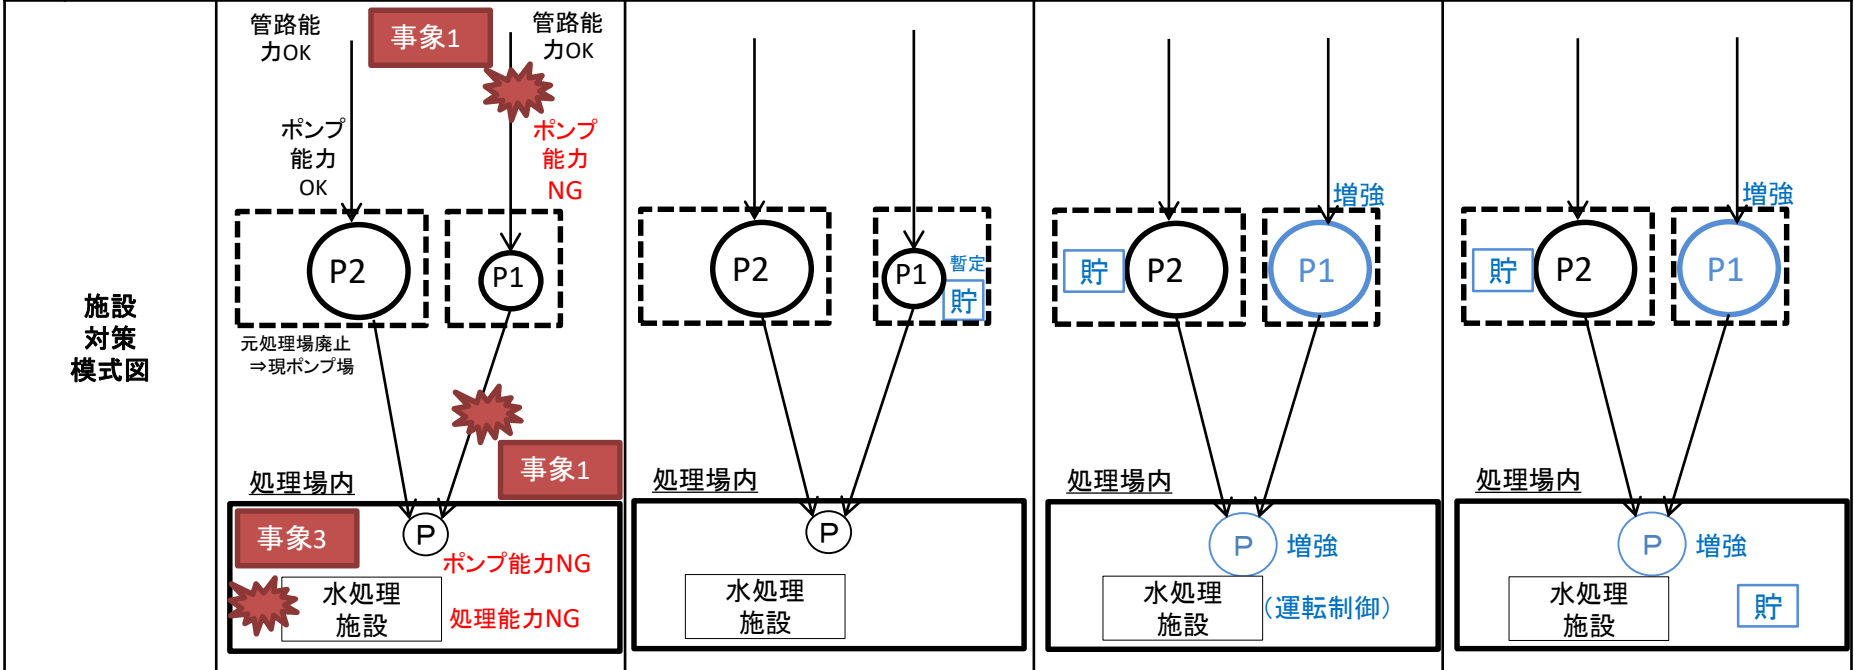 施設
対策
模式図
管路能
力OK
事象1
管路能
力OK
ポンプ
能力
OK
ポンプ
能力
NG
P2
P1
元処理場廃止
⇒現ポンプ場
事象1
処理場内
事象3
P
ポンプ能力NG
水処理
施設
処理能力NG
P2
P1
暫定
貯
処理場内
P
水処理
施設
増強
貯
P2
P1
処理場内
P
増強
水処理
施設
（運転制御）
増強
貯
P2
P1
処理場内
P
増強
水処理
施設
貯